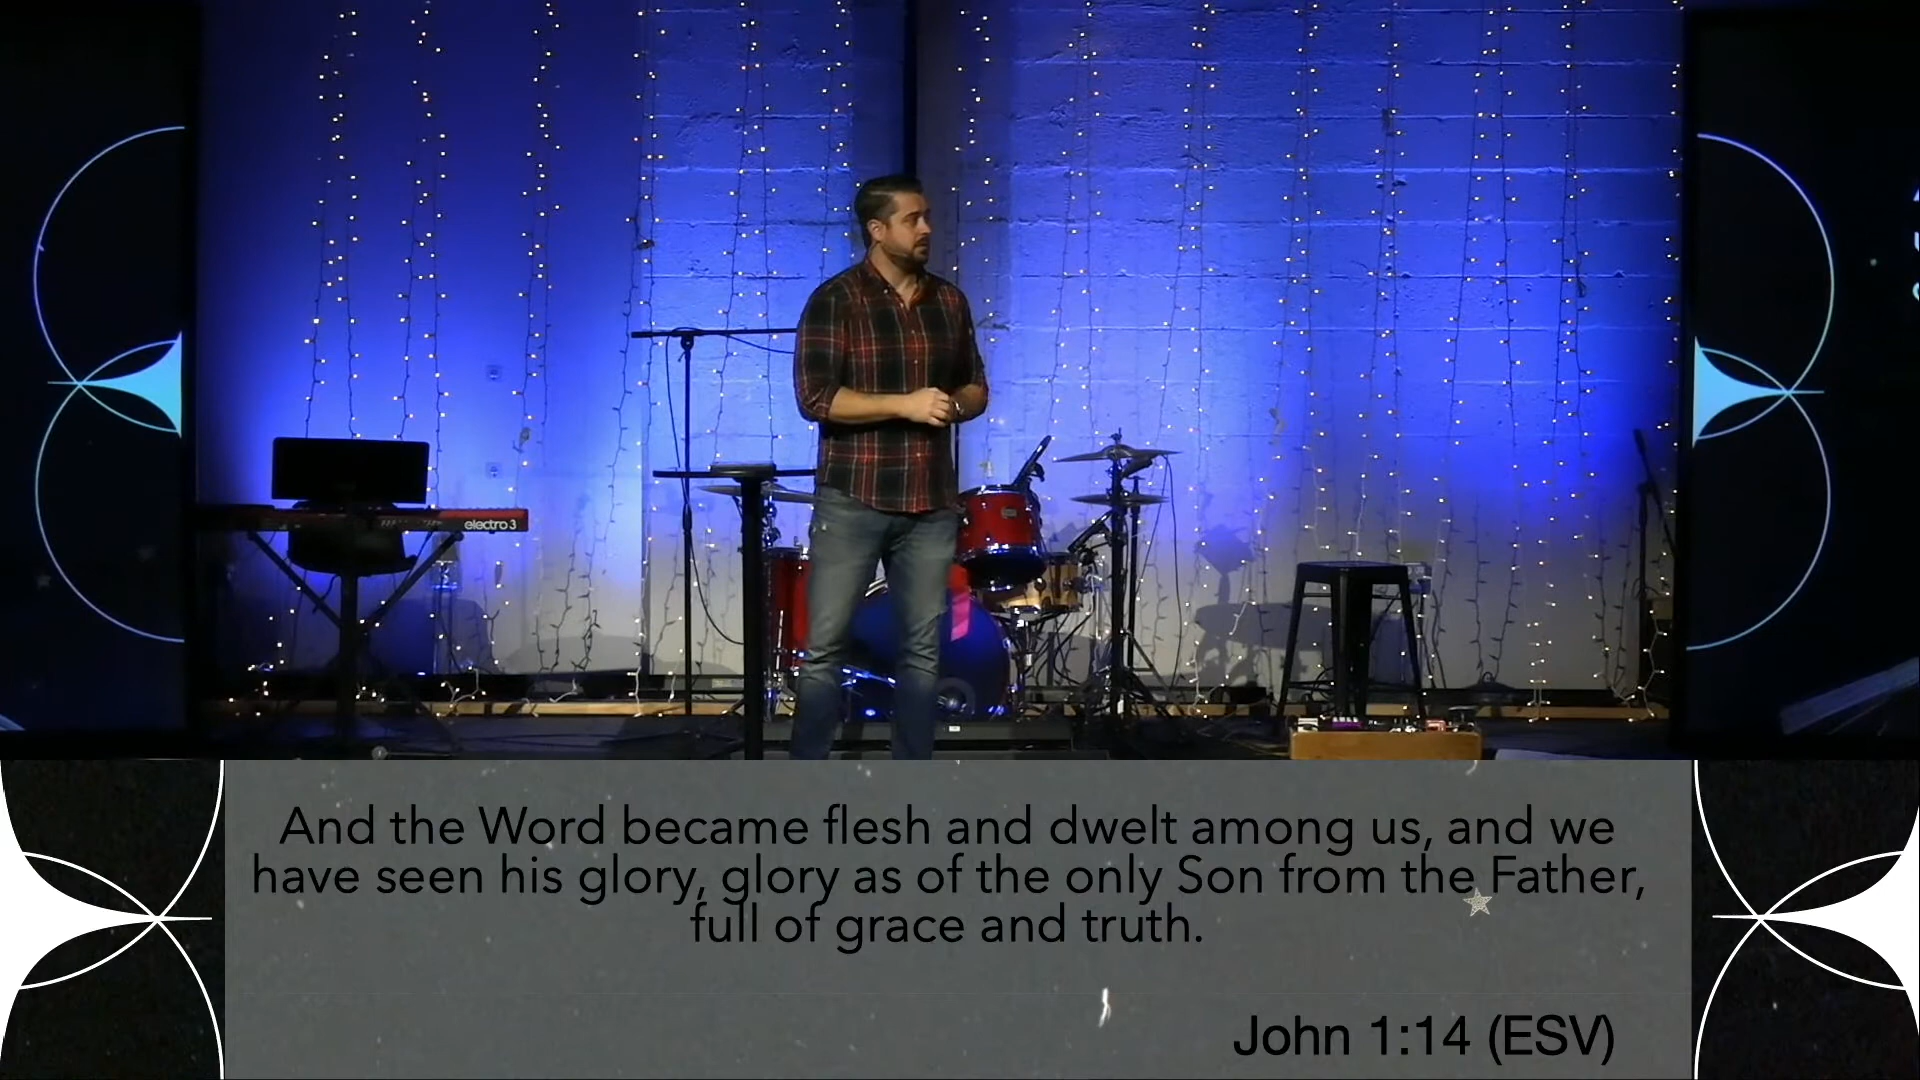 electro 3
And the Word became flesh and dwelt among us, and we
have seen his glory, glory as of the only Son from the Father,
full of grace and truth.
John 1:14 (ESV)